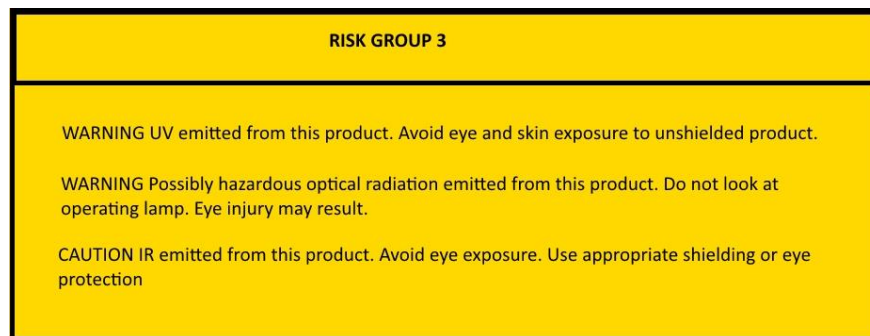 RISK GROUP 3
WARNING UV emitted from this product. Avoid eye and skin exposure to unshielded product.
WARNING Possibly hazardous optical radiation emitted from this product. Do not look at
operating lamp. Eye injury may result.
CAUTION IR emitted from this product. Avoid eye exposure. Use appropriate shielding or eye
protection